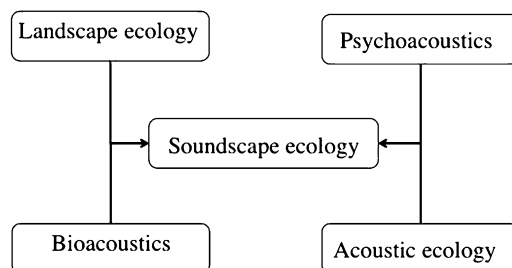 Landscape ecology
Psychoacoustics
Soundscape ecology
Bioacoustics
Acoustic ecology